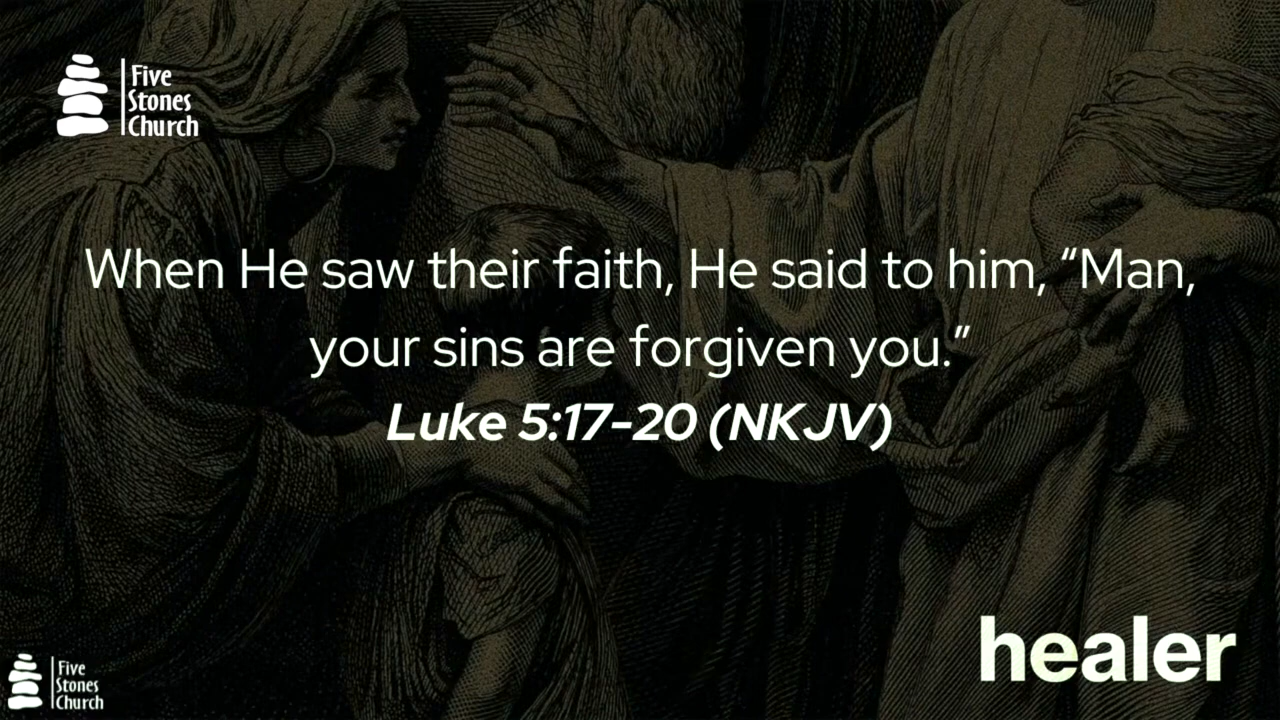 Five
Stones
Church
When He saw their faith, He said to him, “Man,
your sins are forgiven you.”
Luke 5:17-20 (NKJV)
healer
Five
Stones
Church